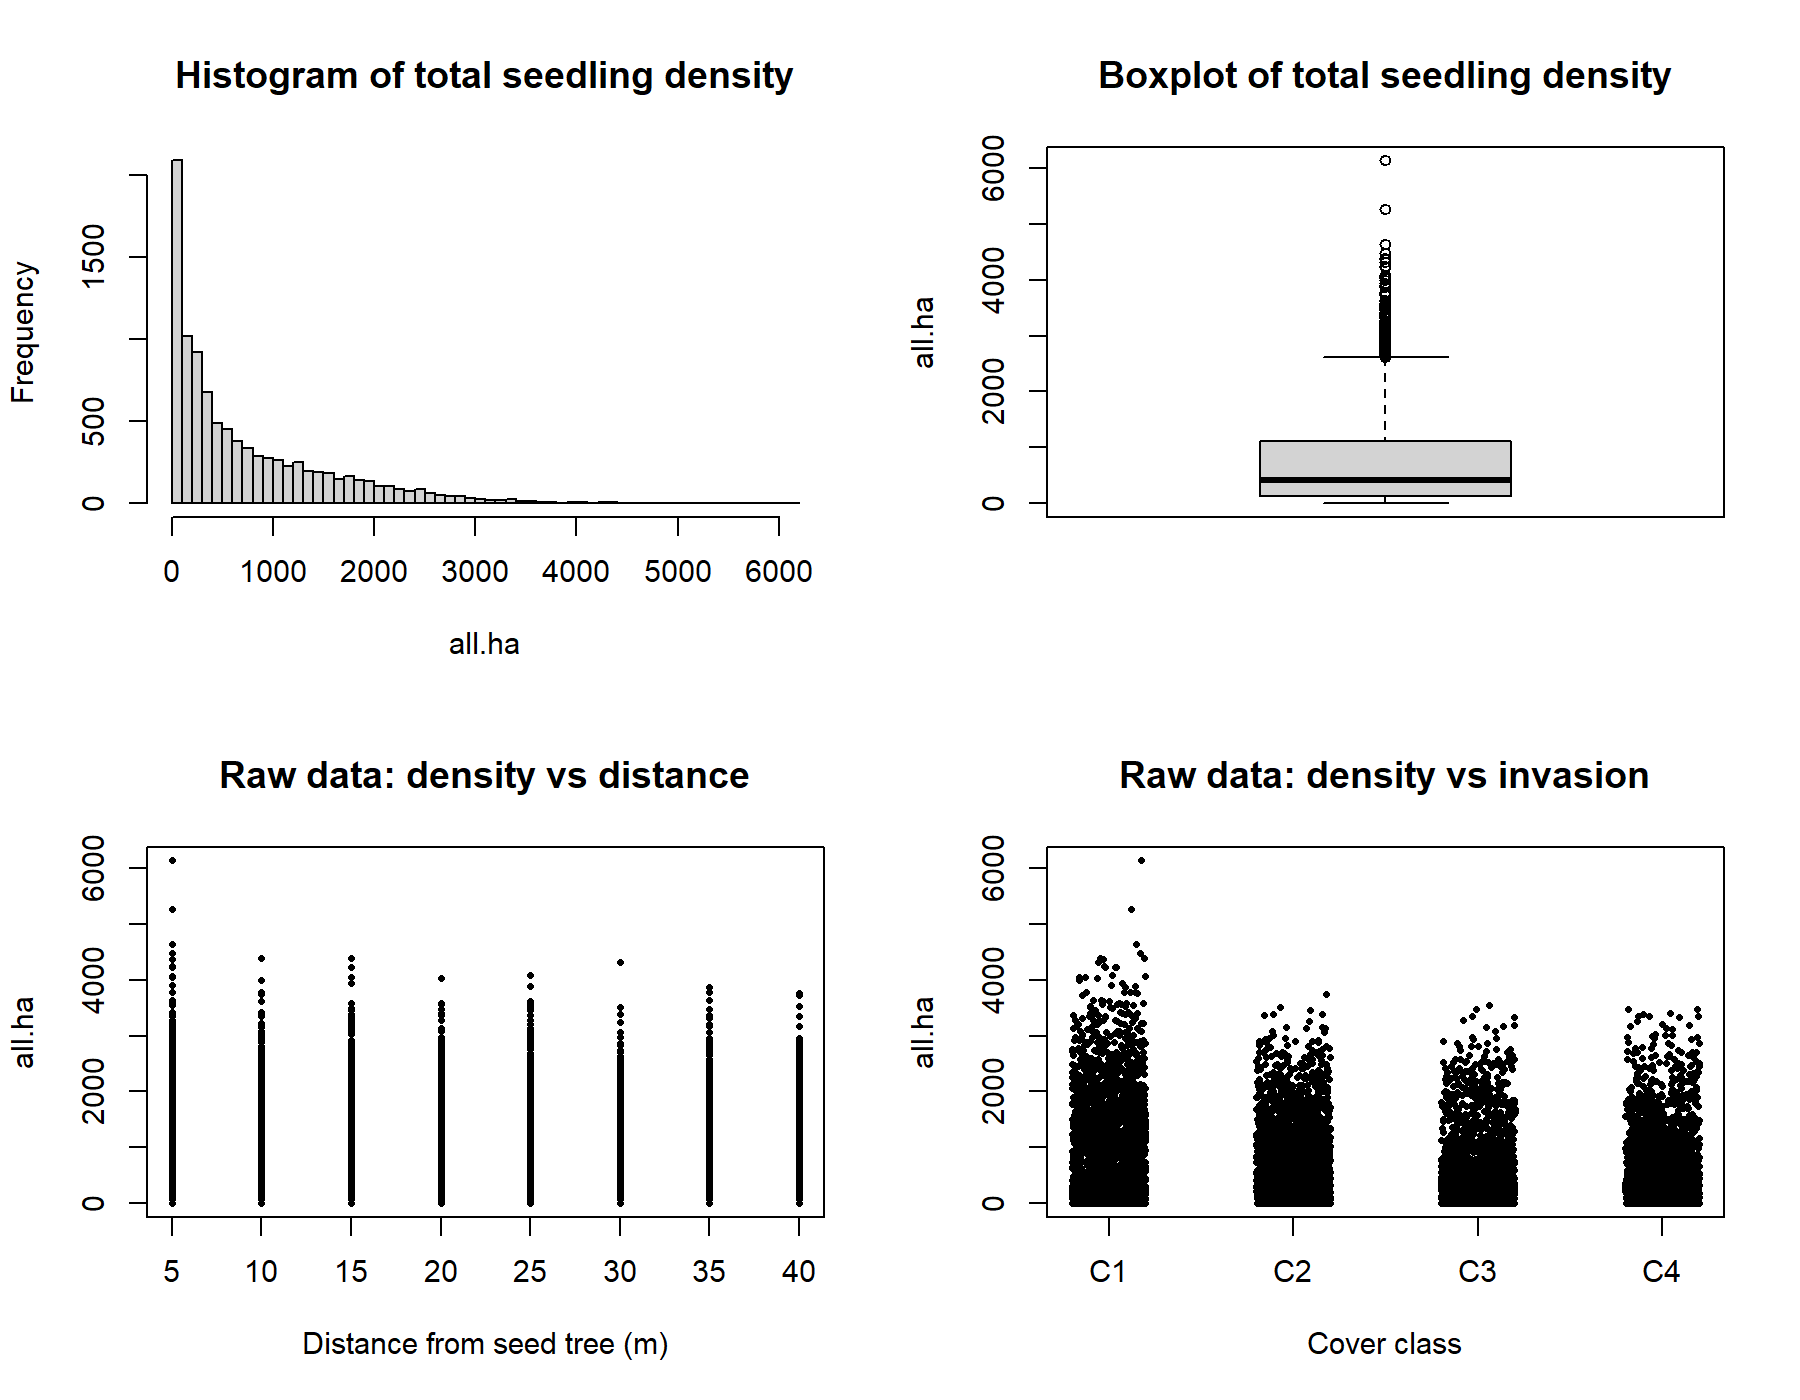 Histogram of total seedling density
Frequency
0 500 1500
0 1000 2000 3000 4000 5000 6000
all.ha
Boxplot of total seedling density
all.ha
0 2000 4000 6000
Raw data: density vs distance
all.ha
0 2000 4000 6000
5 10 15 20 25 30 35 40
Distance from seed tree (m)
Raw data: density vs invasion
all.ha
0 2000 4000 6000
C1 C2 C3 C4
Cover class